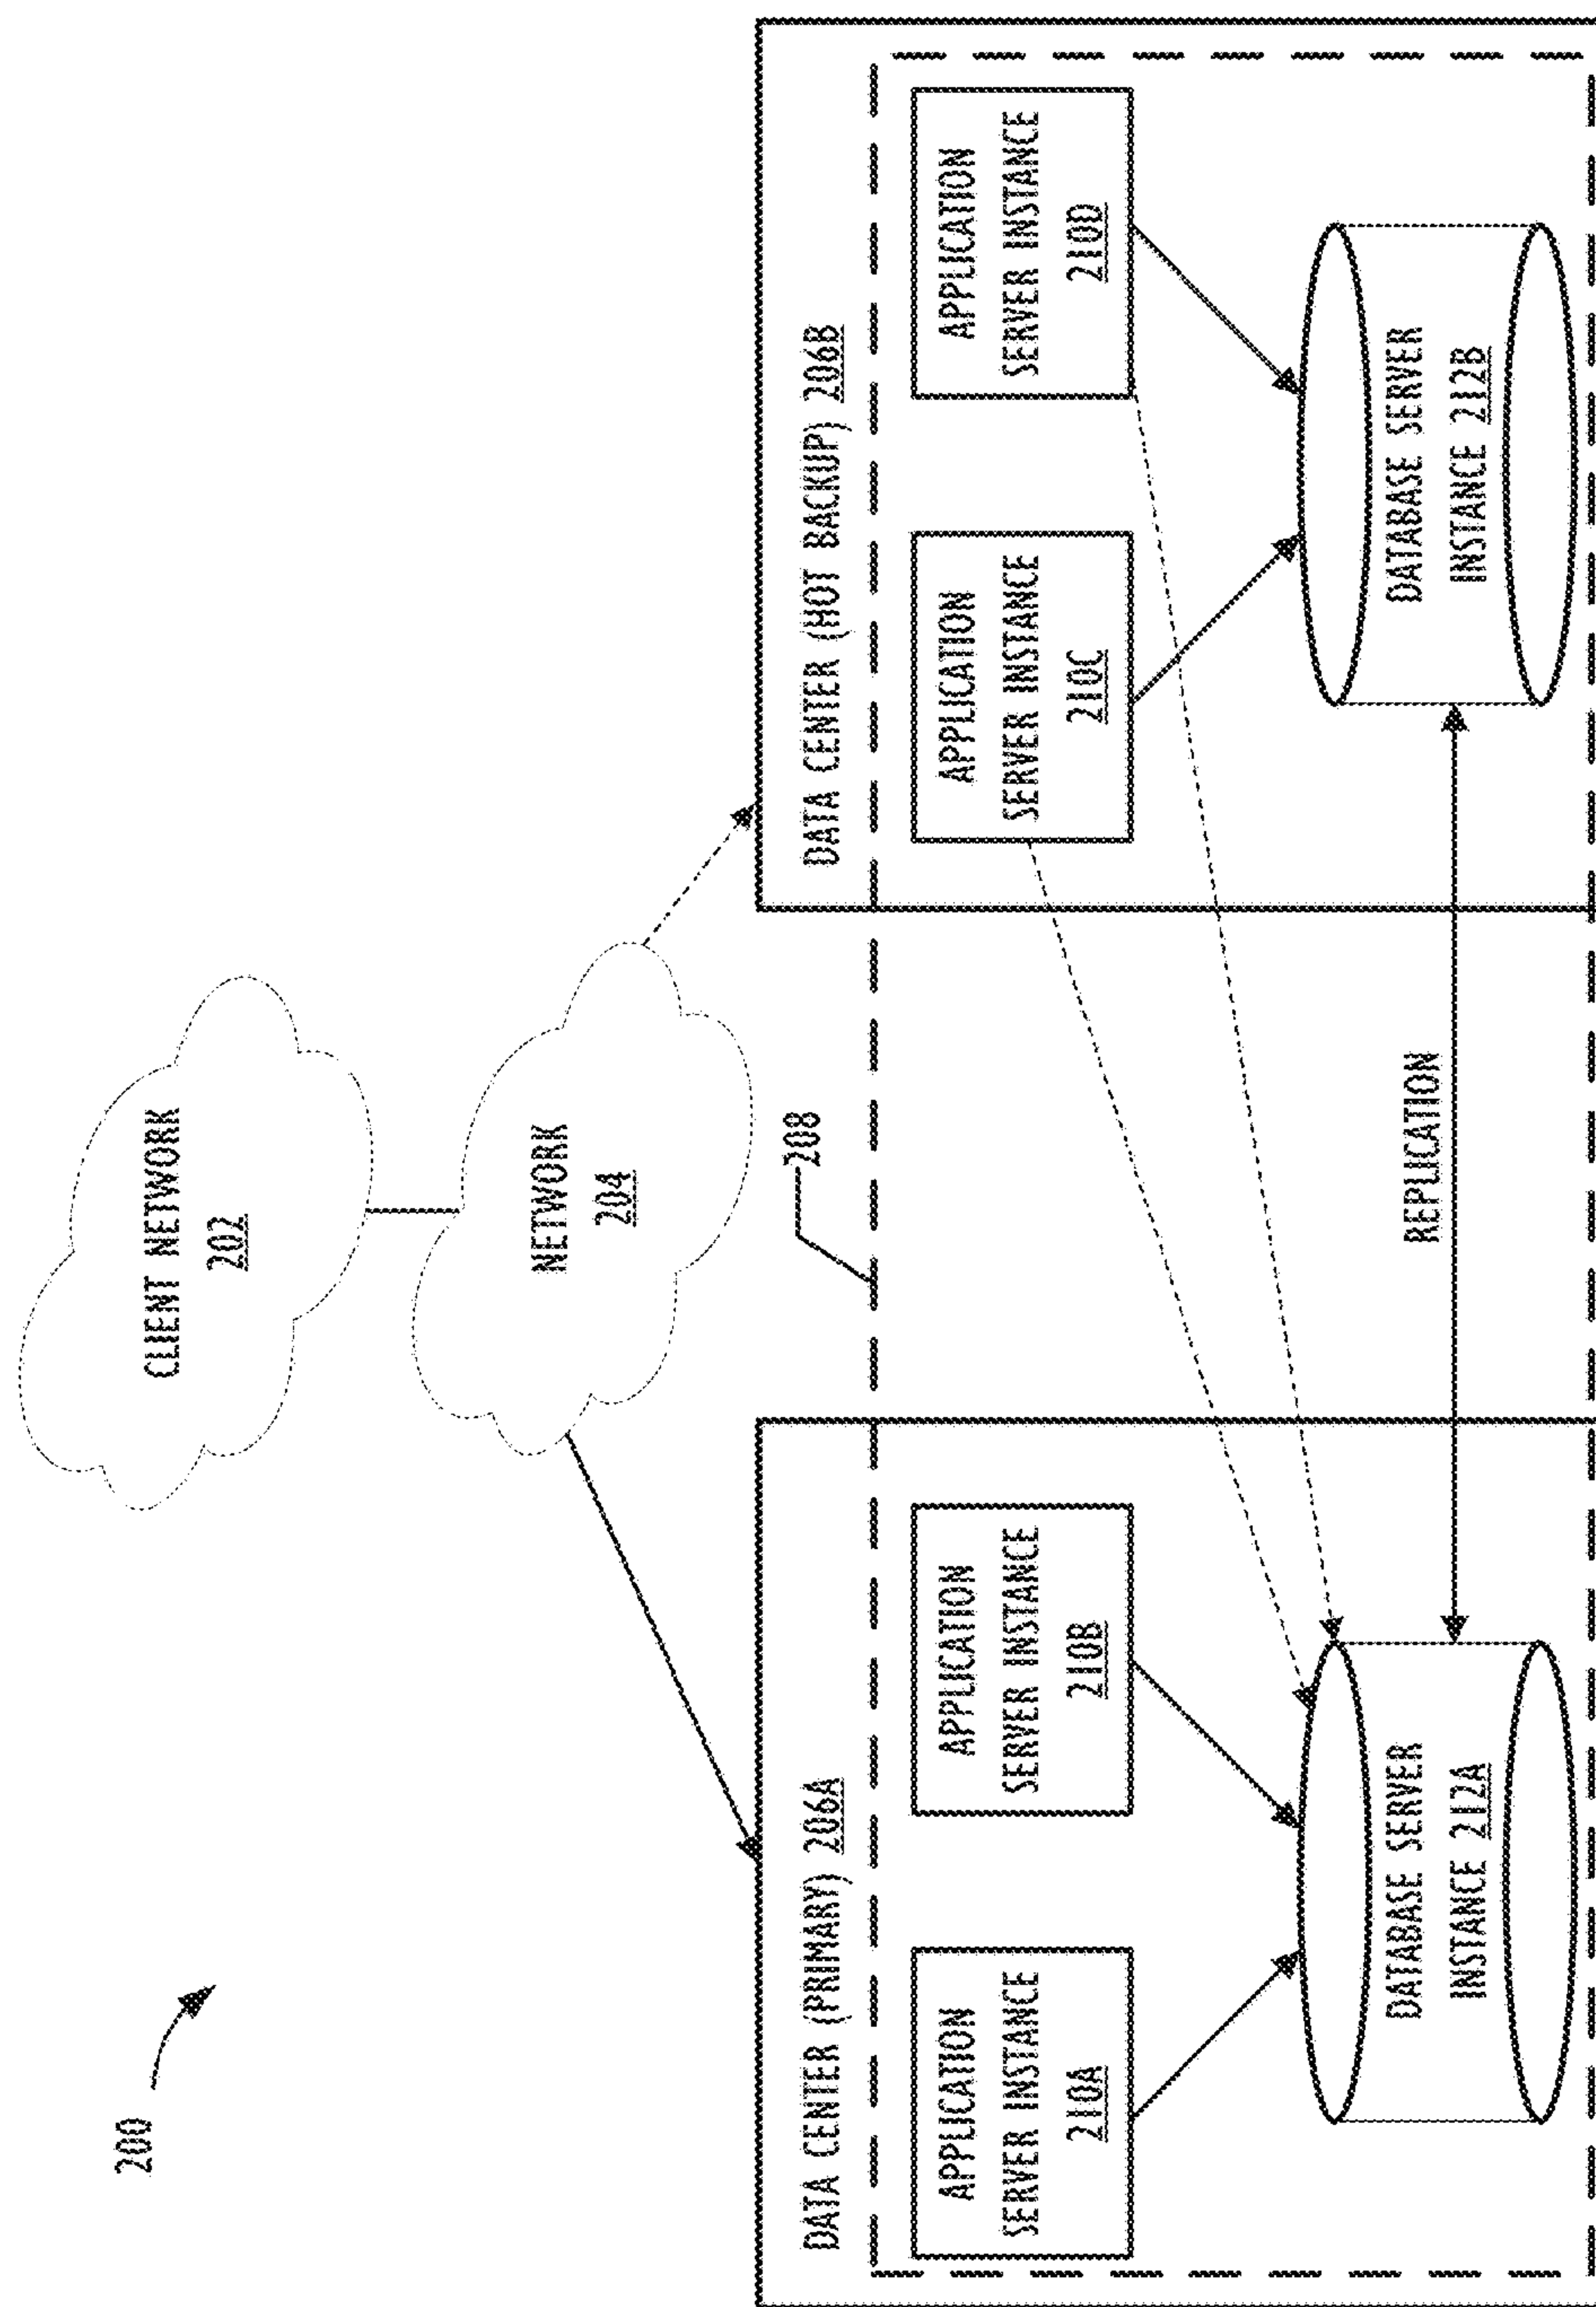 200
CLIENT NETWORK
202
NETWORK
204
208
DATA CENTER (PRIMARY) 206A
APPLICATION
SERVER INSTANCE
210A
APPLICATION
SERVER INSTANCE
210B
DATABASE SERVER
INSTANCE 212A
REPLICATION
DATA CENTER (HOT BACKUP) 206B
APPLICATION
SERVER INSTANCE
210C
APPLICATION
SERVER INSTANCE
210D
DATABASE SERVER
INSTANCE 212B